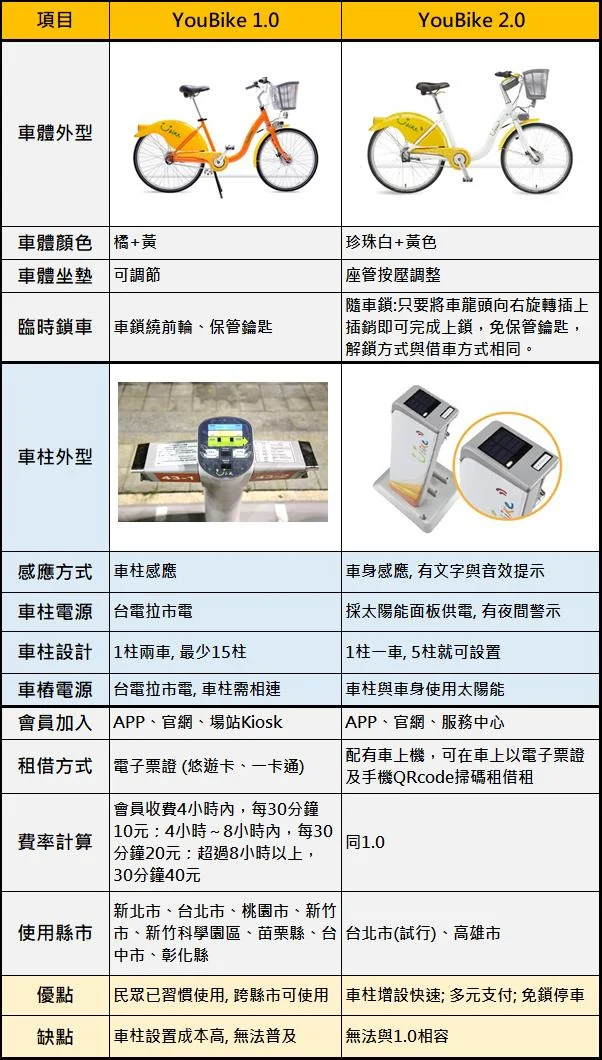 項目
YouBike 1.0
YouBike 2.0
車體外型
車體顏色
橘+黃
珍珠白+黃色
車體坐墊
可調節
座管按壓調整
臨時鎖車
車鎖繞前輪、保管鑰匙
隨車鎖:只要將車龍頭向右旋轉插上
插銷即可完成上鎖，免保管鑰匙，
解鎖方式與借車方式相同。
車柱外型
43-1
43-2
感應方式
車柱感應
車身感應, 有文字與音效提示
車柱電源
台電拉市電
採太陽能面板供電, 有夜間警示
車柱設計
1柱兩車, 最少15柱
1柱一車, 5柱就可設置
車樁電源
台電拉市電, 車柱需相連
車柱與車身使用太陽能
會員加入
APP、官網、場站Kiosk
APP、官網、服務中心
租借方式
電子票證 (悠遊卡、一卡通)
配有車上機，可在車上以電子票證
及手機QRcode掃碼租借租
費率計算
會員收費4小時內，每30分鐘
10元：4小時～8小時內，每30
分鐘20元：超過8小時以上，
30分鐘40元
同1.0
使用縣市
新北市、台北市、桃園市、新竹
市、新竹科學園區、苗栗縣、台
中市、彰化縣
台北市(試行)、高雄市
優點
民眾已習慣使用, 跨縣市可使用
車柱增設快速; 多元支付; 免鎖停車
缺點
車柱設置成本高, 無法普及
無法與1.0相容